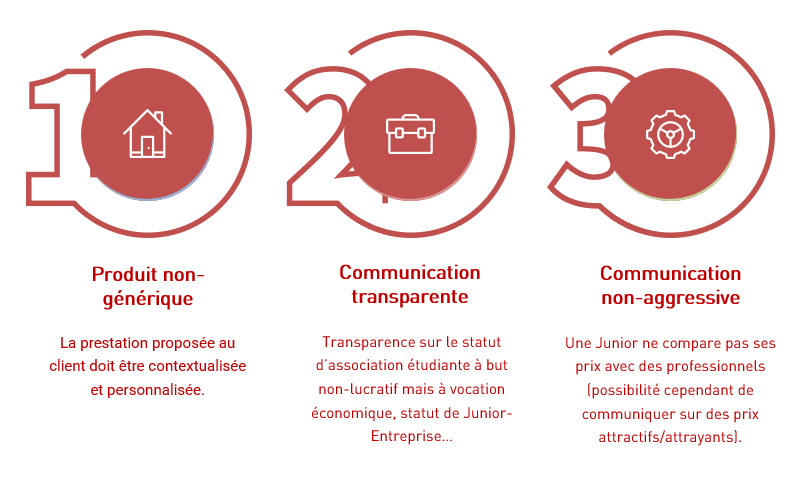 1
Produit non-
générique
La prestation proposée au
client doit être contextualisée
et personnalisée.
2
Communication
transparente
Transparence sur le statut
d'association étudiante à but
non-lucratif mais à vocation
économique, statut de Junior-
Entreprise...
3
Communication
non-aggressive
Une Junior ne compare pas ses
prix avec des professionnels
(possibilité cependant de
communiquer sur des prix
attractifs/attrayants).